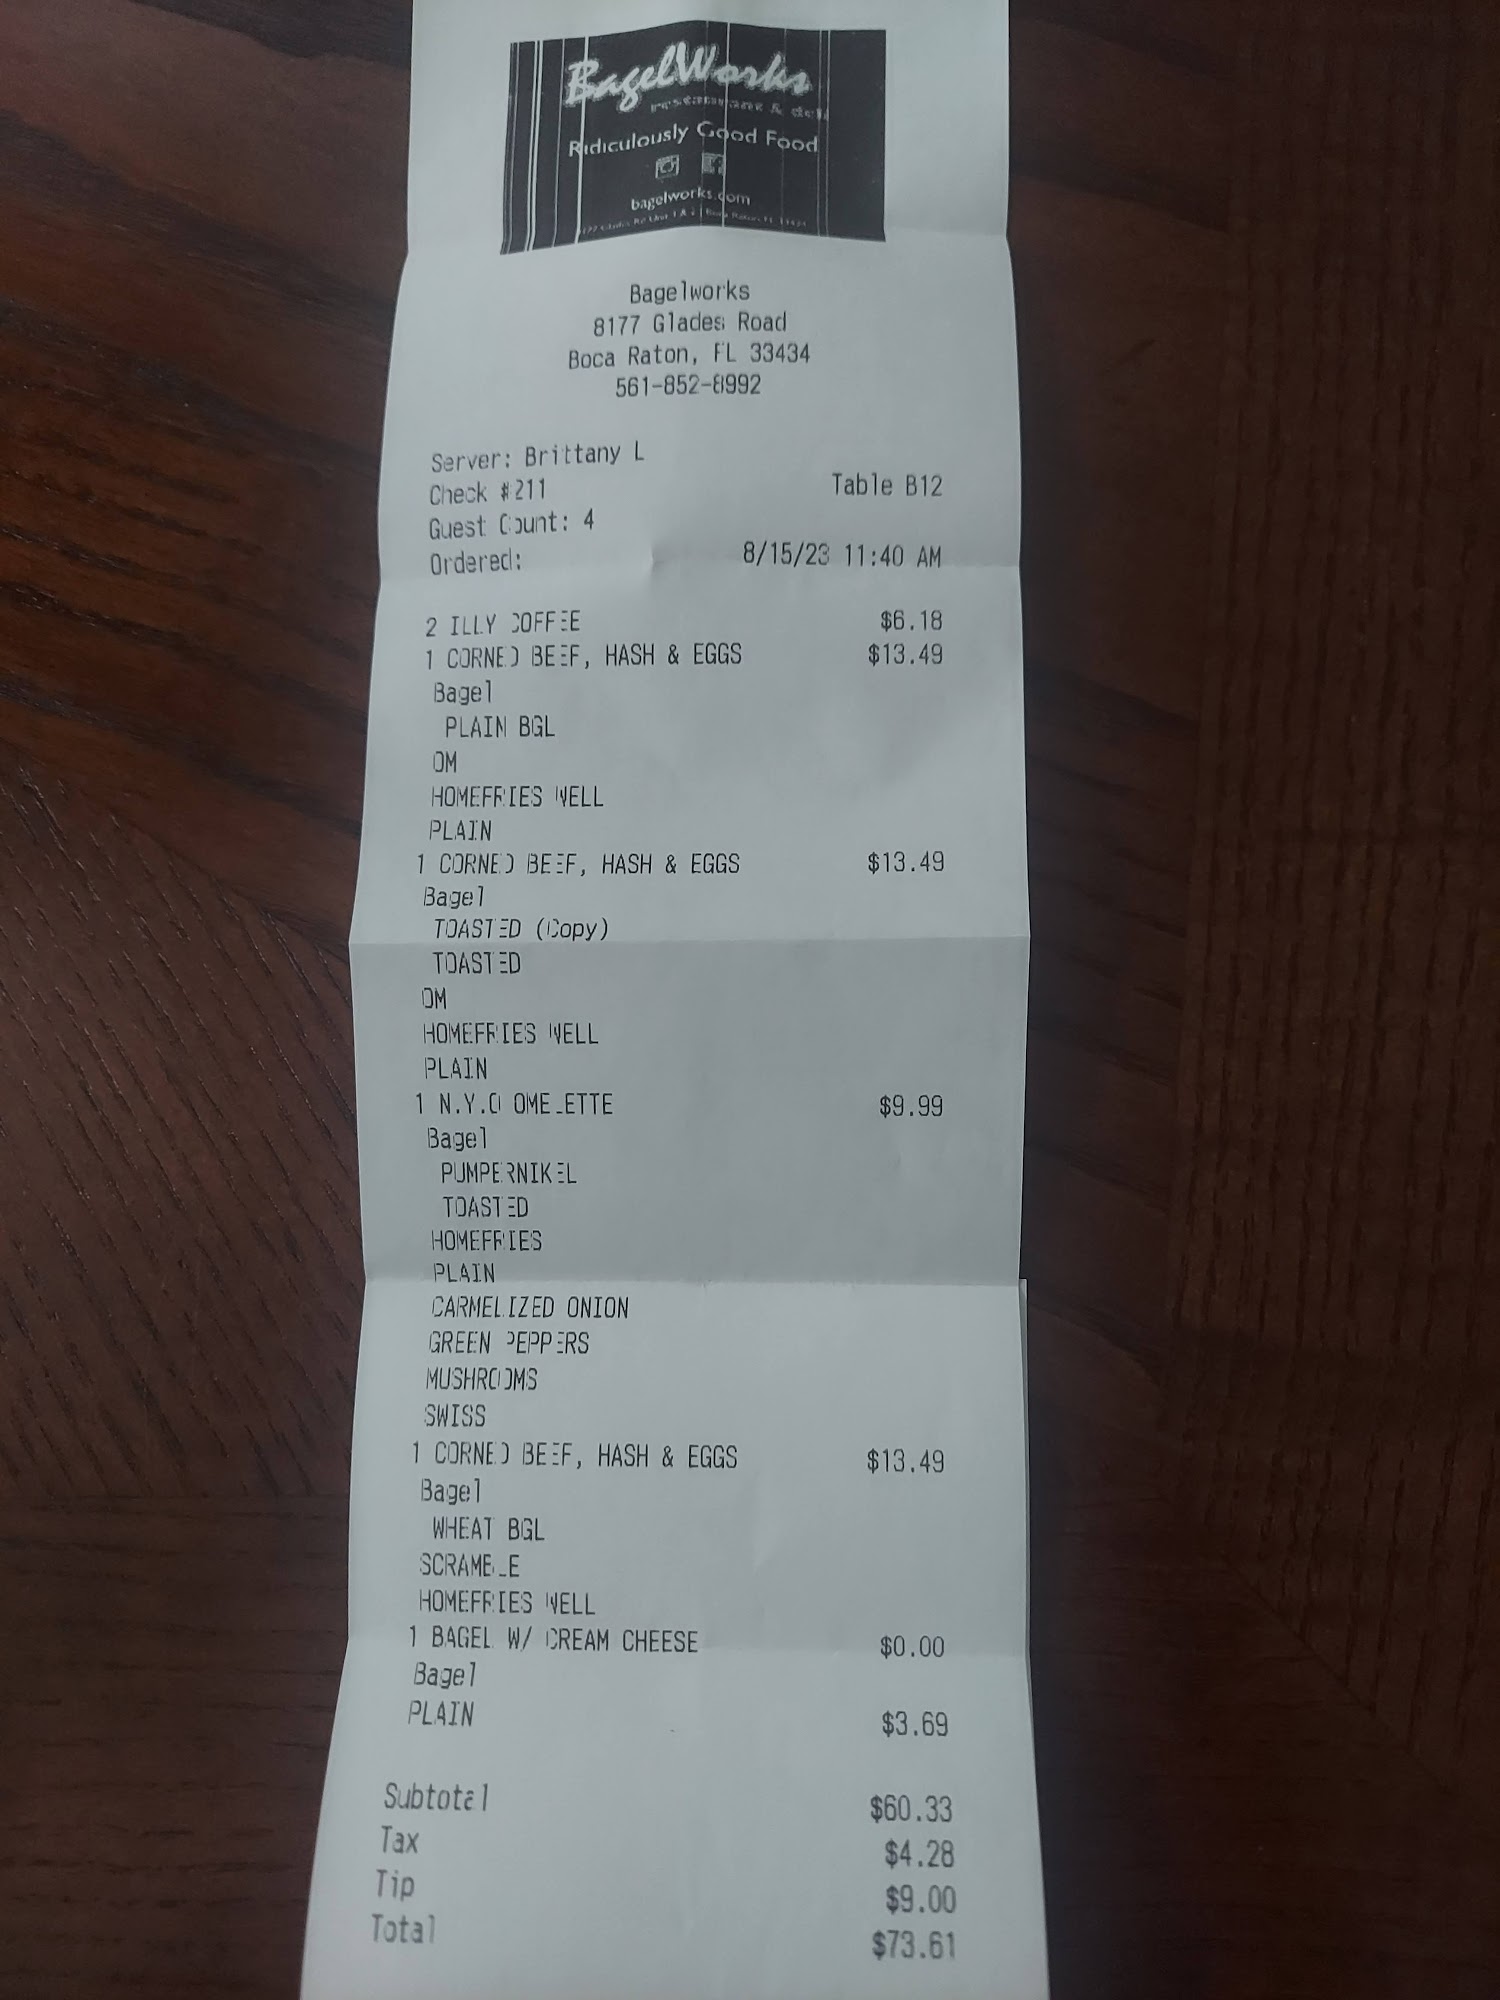 BagelWorks
restaurant & deli
Ridiculously Good Food
bagelworks.com
Bagelworks
8177 Glades Road
Boca Raton, FL 33434
561-852-8992
Server: Brittany L
Check #211 Table B12
Guest Count: 4
Ordered: 8/15/23 11:40 AM
2 ILLY COFFEE $6.18
1 CORNED BEEF, HASH & EGGS $13.49
Bagel
PLAIN BGL
OM
HOMEFRIES WELL
PLAIN
1 CORNED BEEF, HASH & EGGS $13.49
Bagel
TOASTED (Copy)
TOASTED
OM
HOMEFRIES WELL
PLAIN
1 N.Y.O OMELETTE $9.99
Bagel
PUMPERNIKEL
TOASTED
HOMEFRIES
PLAIN
CARMELIZED ONION
GREEN PEPPERS
MUSHROOMS
SWISS
1 CORNED BEEF, HASH & EGGS $13.49
Bagel
WHEAT BGL
SCRAMBLE
HOMEFRIES WELL
1 BAGEL W/ CREAM CHEESE $0.00
Bagel
PLAIN $3.69
Subtotal $60.33
Tax $4.28
Tip $9.00
Total $73.61